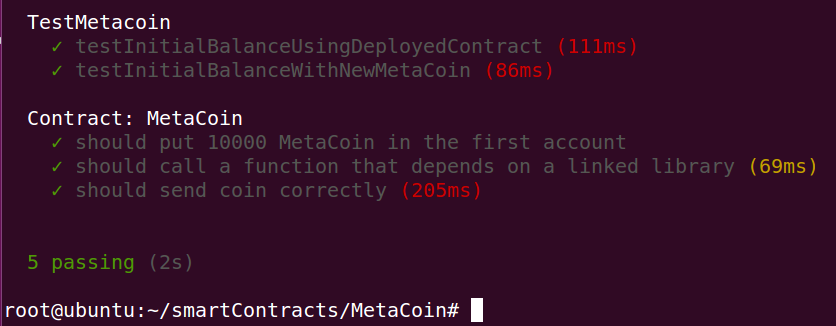 TestMetacoin
✓ testInitialBalanceUsingDeployedContract (111ms)
✓ testInitialBalanceWithNewMetaCoin (86ms)
Contract: MetaCoin
✓ should put 10000 MetaCoin in the first account
✓ should call a function that depends on a linked library (69ms)
✓ should send coin correctly (205ms)
5 passing (2s)
root@ubuntu:~/smartContracts/MetaCoin#